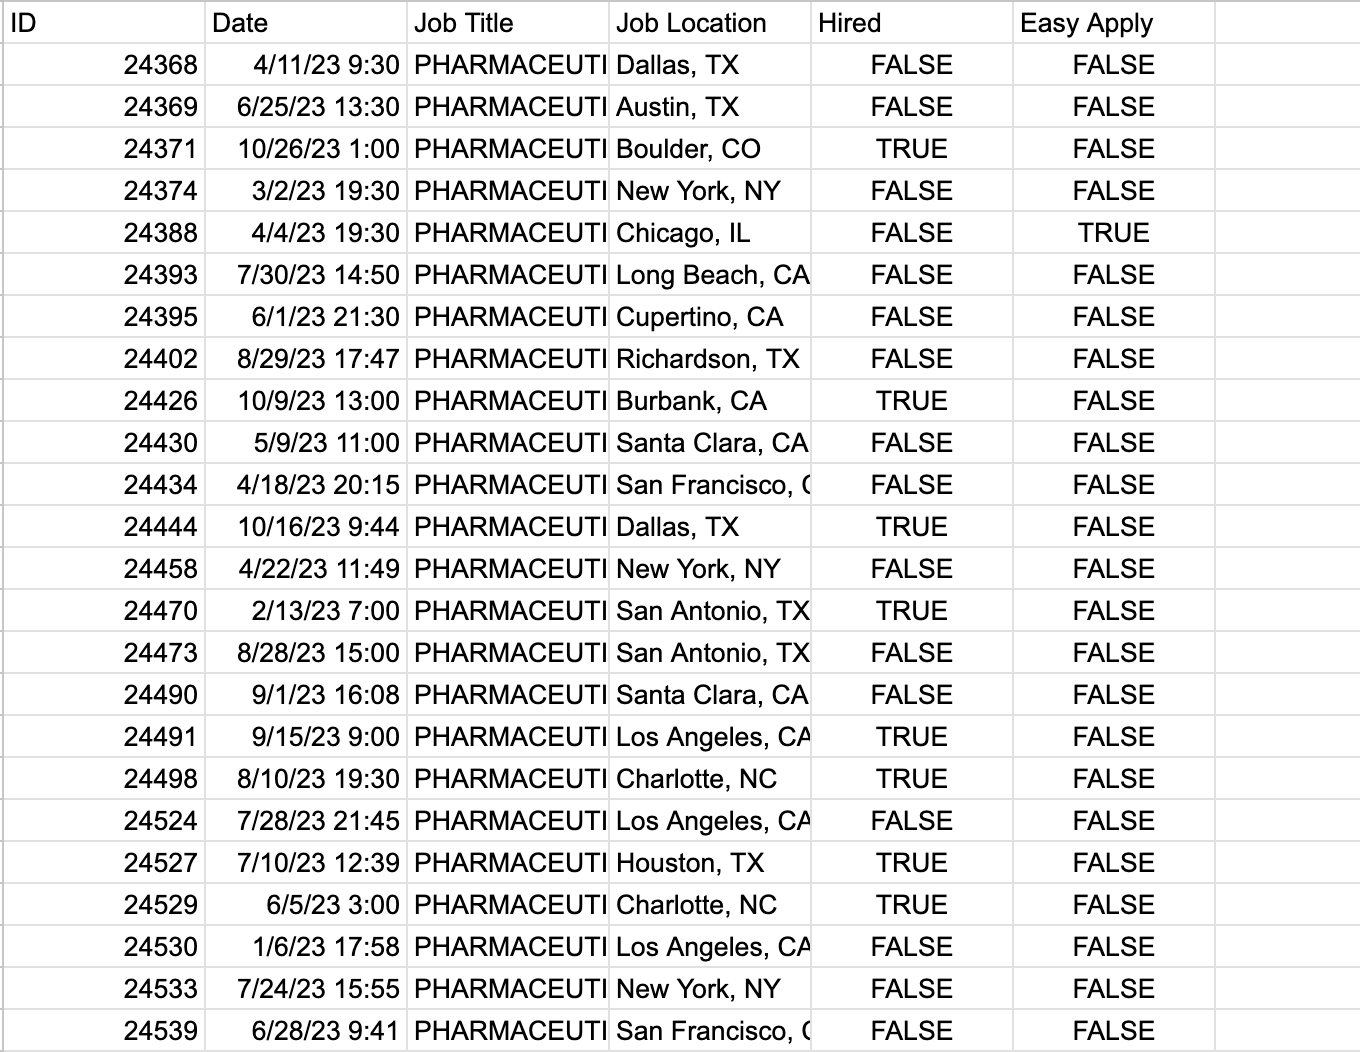 ID Date Job Title Job Location Hired Easy Apply
24368 4/11/23 9:30 PHARMACEUTI Dallas, TX FALSE FALSE
24369 6/25/23 13:30 PHARMACEUTI Austin, TX FALSE FALSE
24371 10/26/23 1:00 PHARMACEUTI Boulder, CO TRUE FALSE
24374 3/2/23 19:30 PHARMACEUTI New York, NY FALSE FALSE
24388 4/4/23 19:30 PHARMACEUTI Chicago, IL FALSE TRUE
24393 7/30/23 14:50 PHARMACEUTI Long Beach, CA FALSE FALSE
24395 6/1/23 21:30 PHARMACEUTI Cupertino, CA FALSE FALSE
24402 8/29/23 17:47 PHARMACEUTI Richardson, TX FALSE FALSE
24426 10/9/23 13:00 PHARMACEUTI Burbank, CA TRUE FALSE
24430 5/9/23 11:00 PHARMACEUTI Santa Clara, CA FALSE FALSE
24434 4/18/23 20:15 PHARMACEUTI San Francisco, FALSE FALSE
24444 10/16/23 9:44 PHARMACEUTI Dallas, TX TRUE FALSE
24458 4/22/23 11:49 PHARMACEUTI New York, NY FALSE FALSE
24470 2/13/23 7:00 PHARMACEUTI San Antonio, TX TRUE FALSE
24473 8/28/23 15:00 PHARMACEUTI San Antonio, TX FALSE FALSE
24490 9/1/23 16:08 PHARMACEUTI Santa Clara, CA FALSE FALSE
24491 9/15/23 9:00 PHARMACEUTI Los Angeles, CA TRUE FALSE
24498 8/10/23 19:30 PHARMACEUTI Charlotte, NC TRUE FALSE
24524 7/28/23 21:45 PHARMACEUTI Los Angeles, CA FALSE FALSE
24527 7/10/23 12:39 PHARMACEUTI Houston, TX TRUE FALSE
24529 6/5/23 3:00 PHARMACEUTI Charlotte, NC TRUE FALSE
24530 1/6/23 17:58 PHARMACEUTI Los Angeles, CA FALSE FALSE
24533 7/24/23 15:55 PHARMACEUTI New York, NY FALSE FALSE
24539 6/28/23 9:41 PHARMACEUTI San Francisco, FALSE FALSE